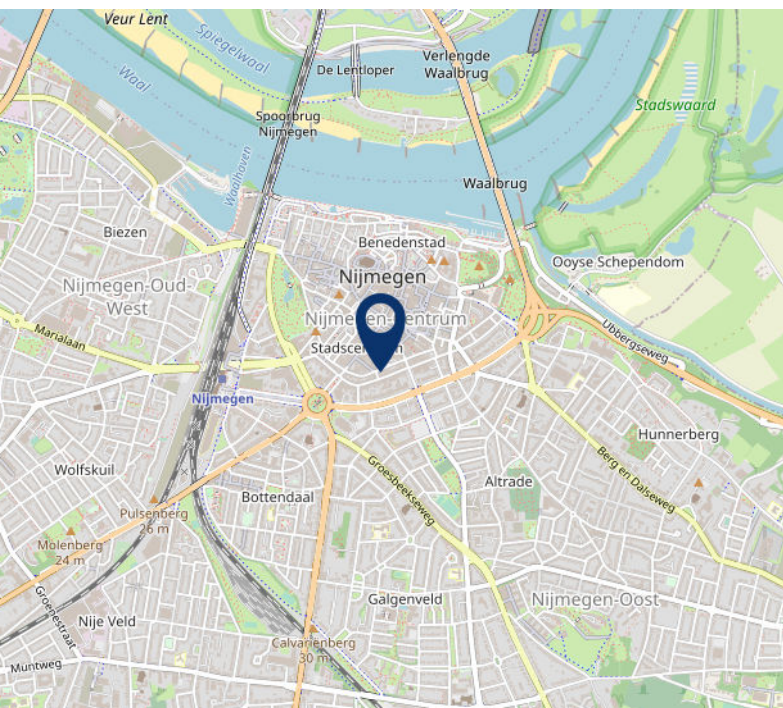 Veur Lent
Spiegelwaal
De Lentloper
Verlengde
Waalbrug
Waal
Stadswaard
Spoorbrug
Nijmegen
Waalhaven
Waalbrug
Biezen
Benedenstad
Ooyse Schependom
Nijmegen
Nijmegen-Oud-
West
Nijmegen-Centrum
Marialaan
Stadscentrum
Ubbergseweg
Nijmegen
Hunnerberg
Wolfskuil
Groesbeekseweg
Altrade
Berg en Dalseweg
Bottendaal
Pulsenberg
26 m
Molenberg
24 m
Groenestraat
Galgenveld
Nijmegen-Oost
Nije Veld
Calvariënberg
30 m
Muntweg